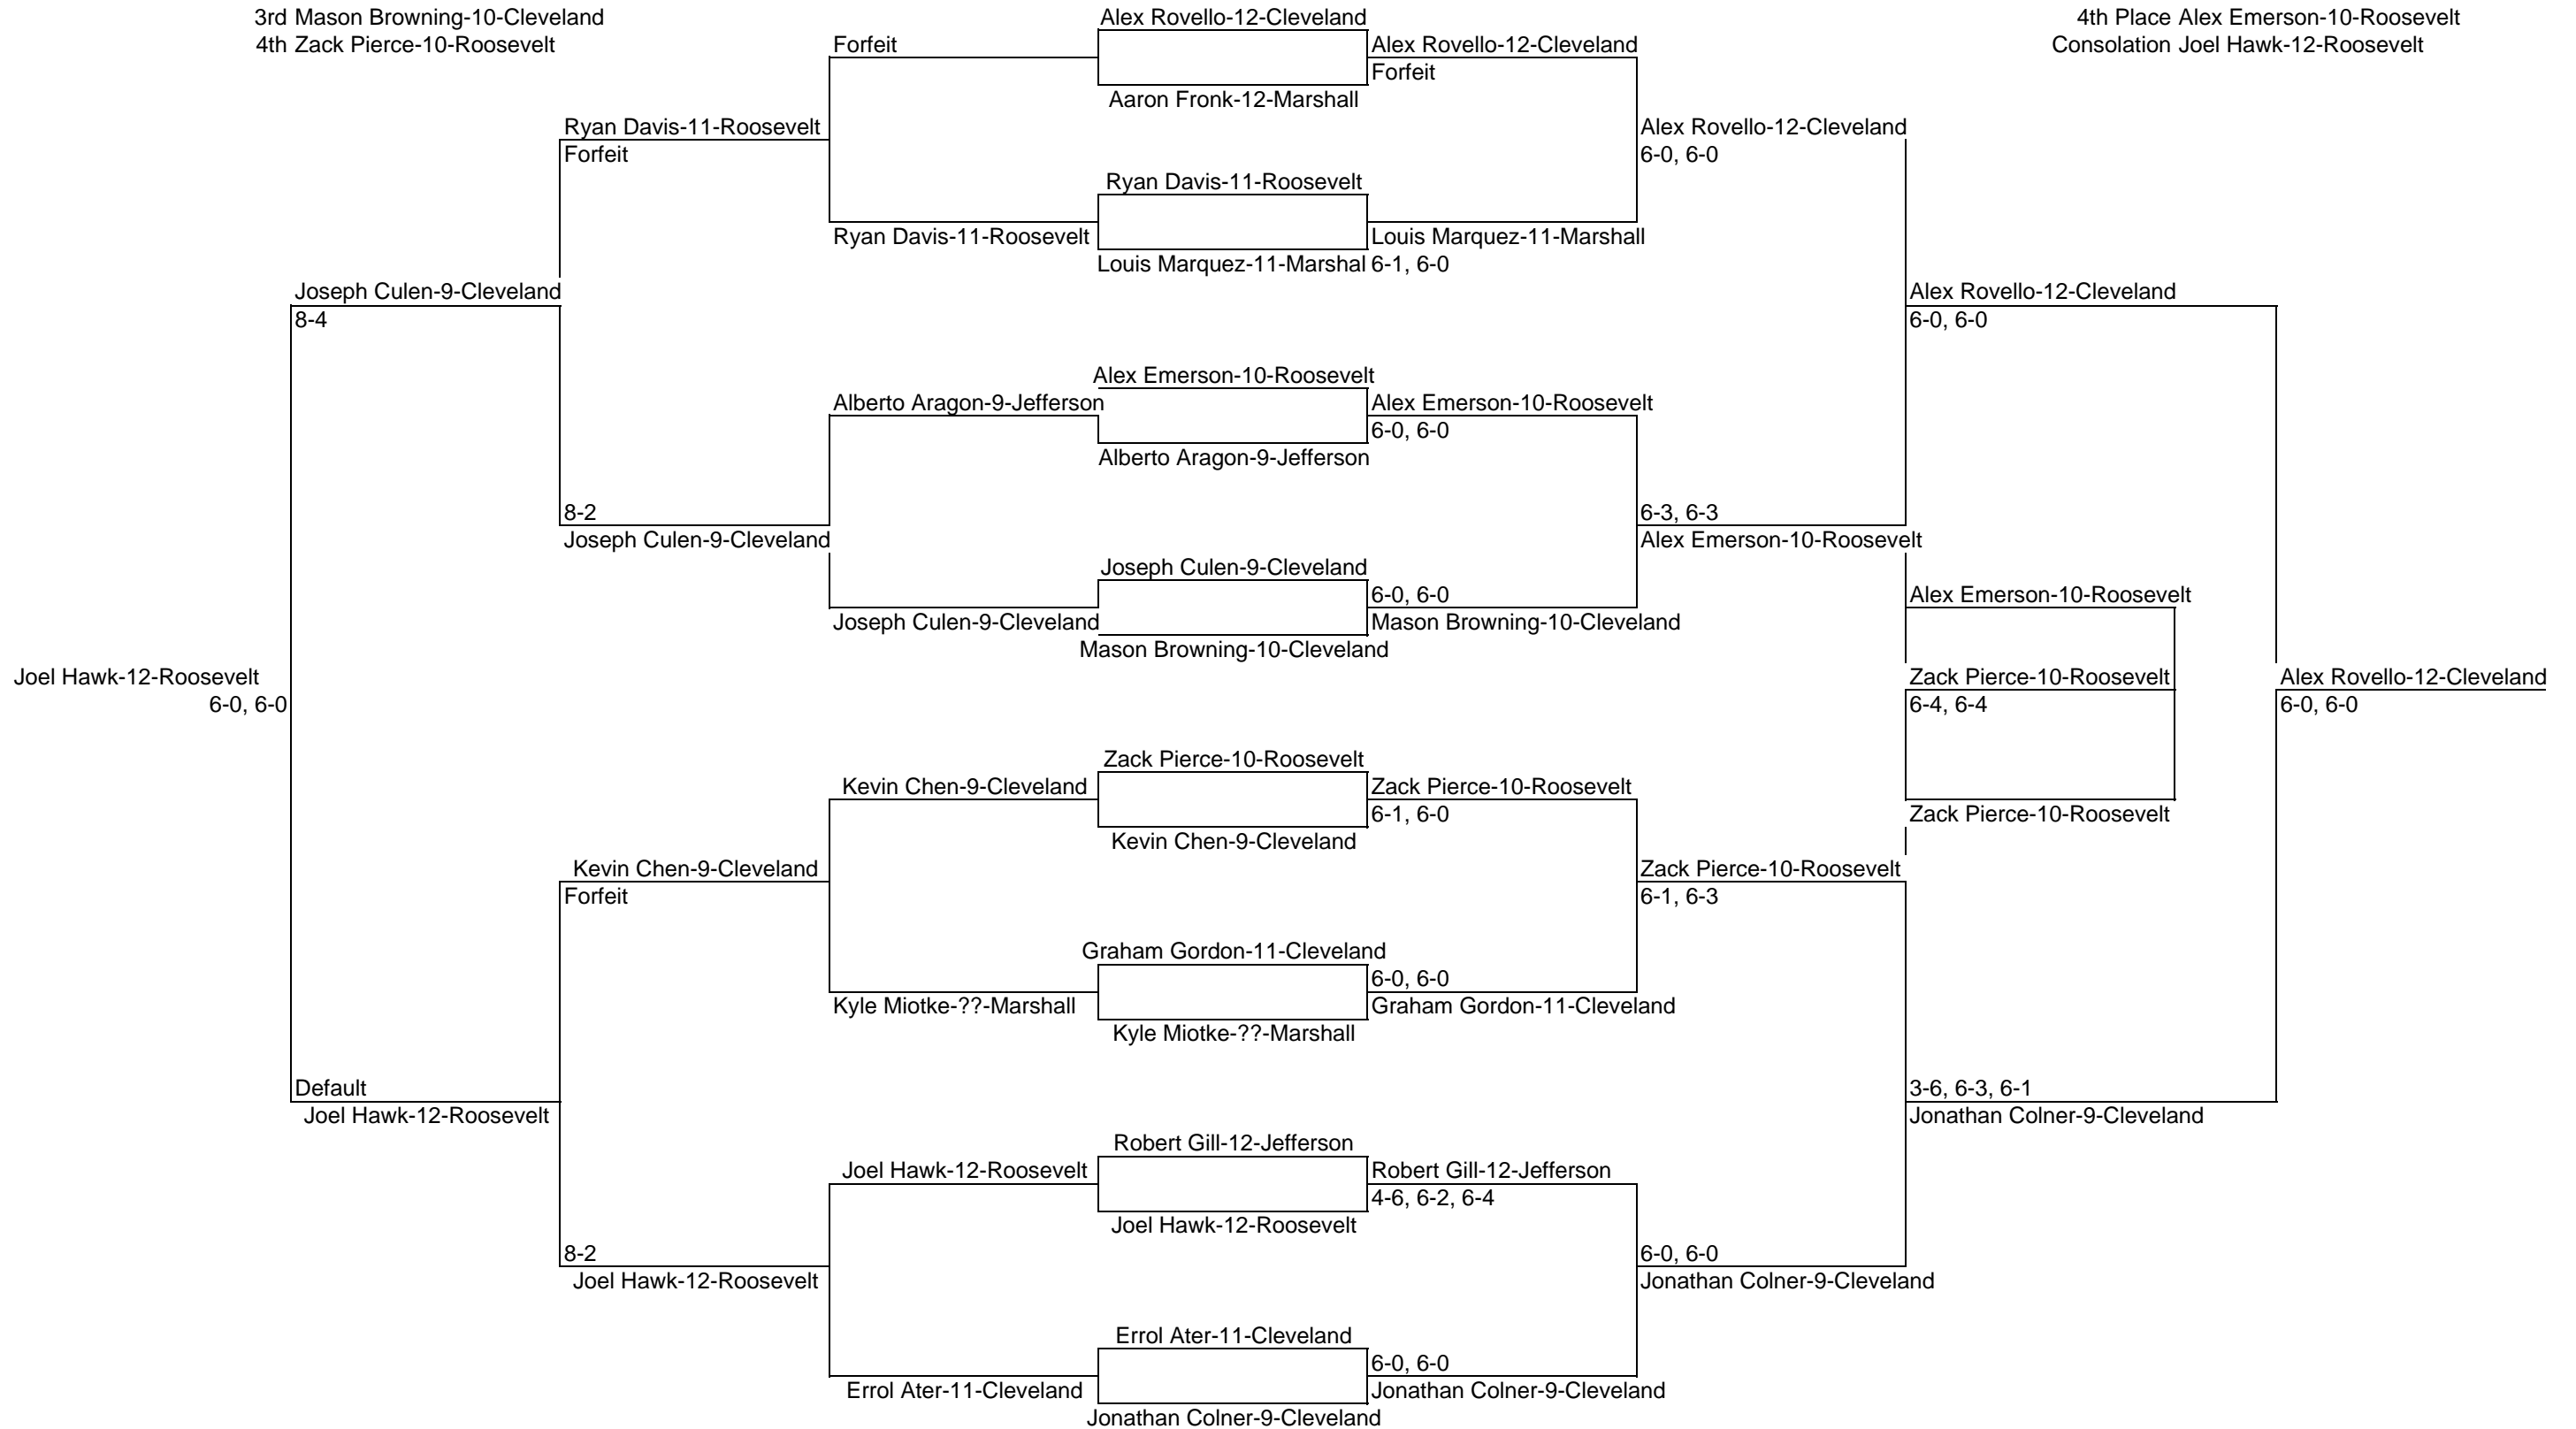 3rd Mason Browning-10-Cleveland
4th Zack Pierce-10-Roosevelt
4th Place Alex Emerson-10-Roosevelt
Consolation Joel Hawk-12-Roosevelt
Joel Hawk-12-Roosevelt
6-0, 6-0
Joseph Culen-9-Cleveland
8-4
Default
Joel Hawk-12-Roosevelt
Ryan Davis-11-Roosevelt
Forfeit
8-2
Joseph Culen-9-Cleveland
Kevin Chen-9-Cleveland
Forfeit
8-2
Joel Hawk-12-Roosevelt
Forfeit
Ryan Davis-11-Roosevelt
Alberto Aragon-9-Jefferson
Joseph Culen-9-Cleveland
Kevin Chen-9-Cleveland
Kyle Miotke-??-Marshall
Joel Hawk-12-Roosevelt
Errol Ater-11-Cleveland
Alex Rovello-12-Cleveland
Aaron Fronk-12-Marshall
Ryan Davis-11-Roosevelt
Louis Marquez-11-Marshal
Alex Emerson-10-Roosevelt
Alberto Aragon-9-Jefferson
Joseph Culen-9-Cleveland
Mason Browning-10-Cleveland
Zack Pierce-10-Roosevelt
Kevin Chen-9-Cleveland
Graham Gordon-11-Cleveland
Kyle Miotke-??-Marshall
Robert Gill-12-Jefferson
Joel Hawk-12-Roosevelt
Errol Ater-11-Cleveland
Jonathan Colner-9-Cleveland
Alex Rovello-12-Cleveland
Forfeit
Louis Marquez-11-Marshall
6-1, 6-0
Alex Emerson-10-Roosevelt
6-0, 6-0
6-0, 6-0
Mason Browning-10-Cleveland
Zack Pierce-10-Roosevelt
6-1, 6-0
6-0, 6-0
Graham Gordon-11-Cleveland
Robert Gill-12-Jefferson
4-6, 6-2, 6-4
6-0, 6-0
Jonathan Colner-9-Cleveland
Alex Rovello-12-Cleveland
6-0, 6-0
6-3, 6-3
Alex Emerson-10-Roosevelt
Zack Pierce-10-Roosevelt
6-1, 6-3
6-0, 6-0
Jonathan Colner-9-Cleveland
Alex Rovello-12-Cleveland
6-0, 6-0
Alex Emerson-10-Roosevelt
Zack Pierce-10-Roosevelt
6-4, 6-4
Zack Pierce-10-Roosevelt
3-6, 6-3, 6-1
Jonathan Colner-9-Cleveland
Alex Rovello-12-Cleveland
6-0, 6-0